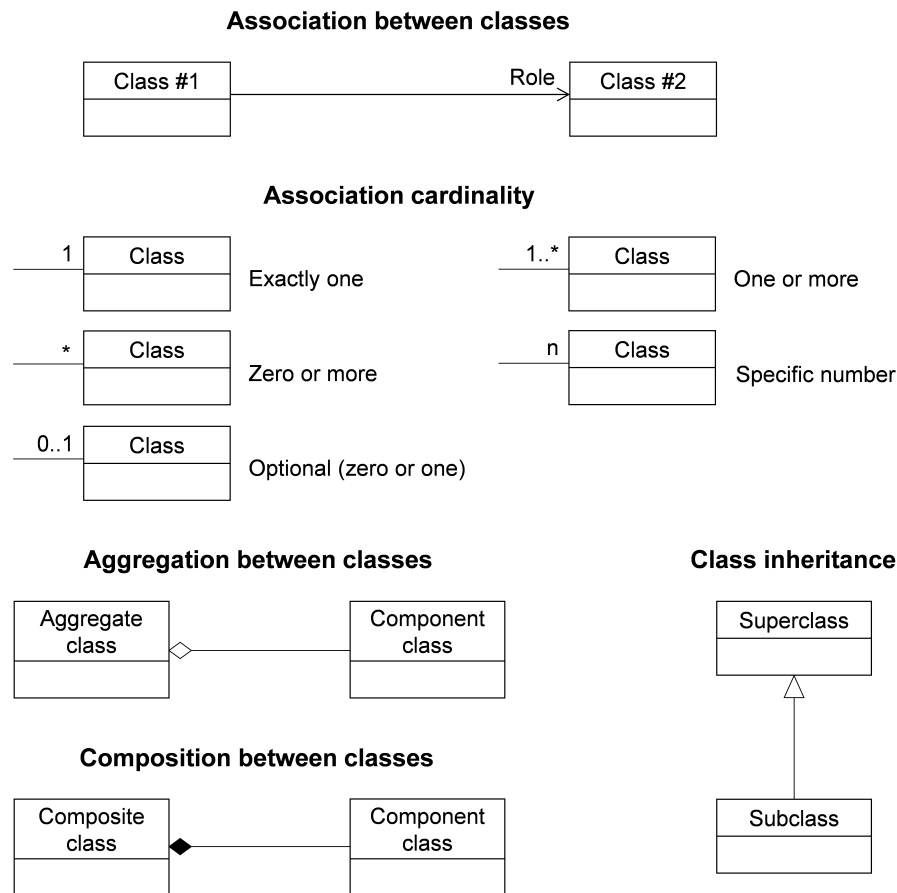 Association between classes
Class #1
Role
Class #2
Association cardinality
1
Class
Exactly one
1..*
Class
One or more
*
Class
Zero or more
n
Class
Specific number
0..1
Class
Optional (zero or one)
Aggregation between classes
Aggregate
class
Component
class
Class inheritance
Superclass
Subclass
Composition between classes
Composite
class
Component
class